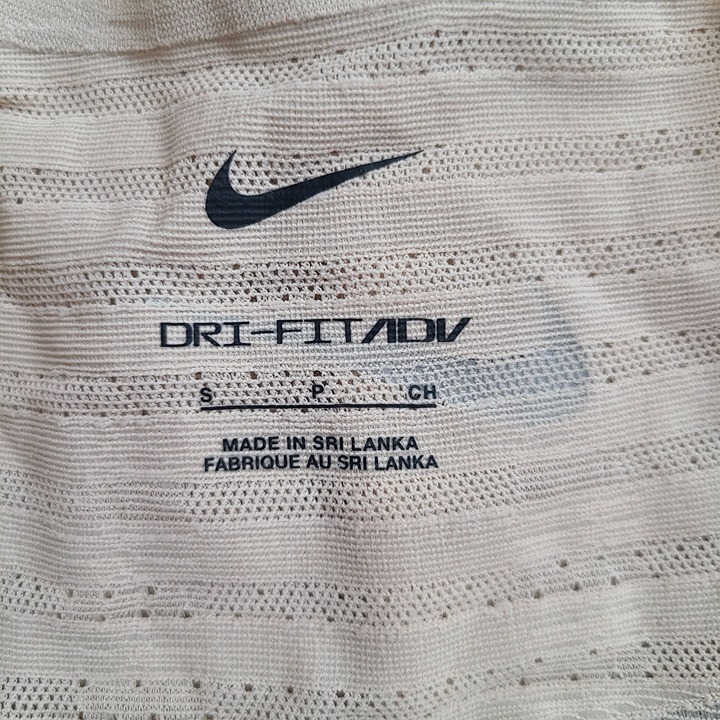 DRI-FIT ADV
S P CH
MADE IN SRI LANKA
FABRIQUE AU SRI LANKA